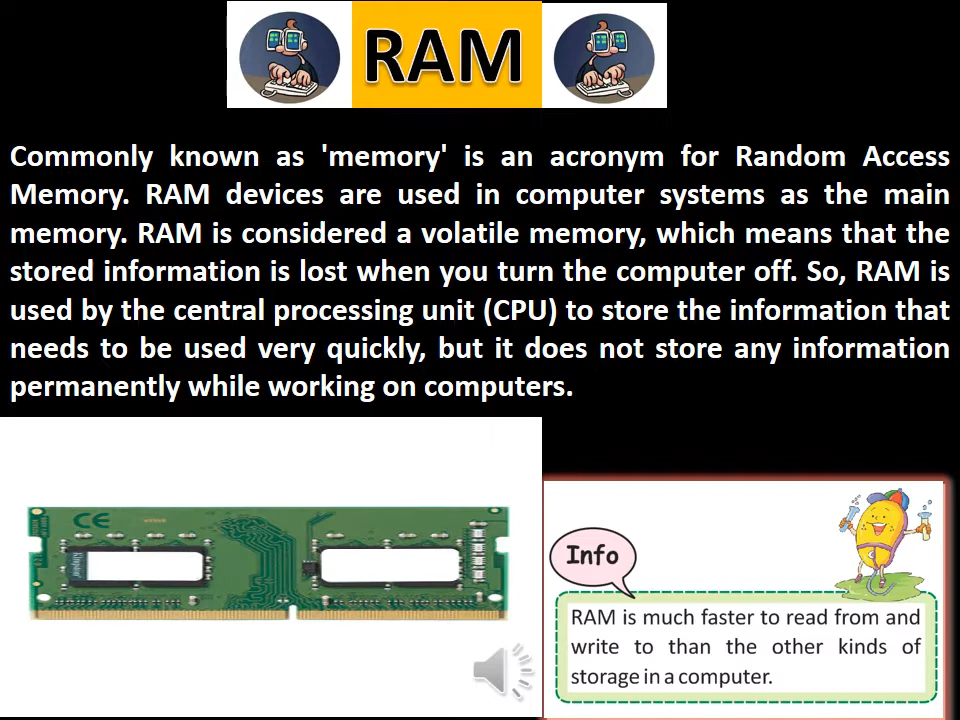 RAM
Commonly known as 'memory' is an acronym for Random Access
Memory. RAM devices are used in computer systems as the main
memory. RAM is considered a volatile memory, which means that the
stored information is lost when you turn the computer off. So, RAM is
used by the central processing unit (CPU) to store the information that
needs to be used very quickly, but it does not store any information
permanently while working on computers.
CE
Kingston
Info
RAM is much faster to read from and
write to than the other kinds of
storage in a computer.